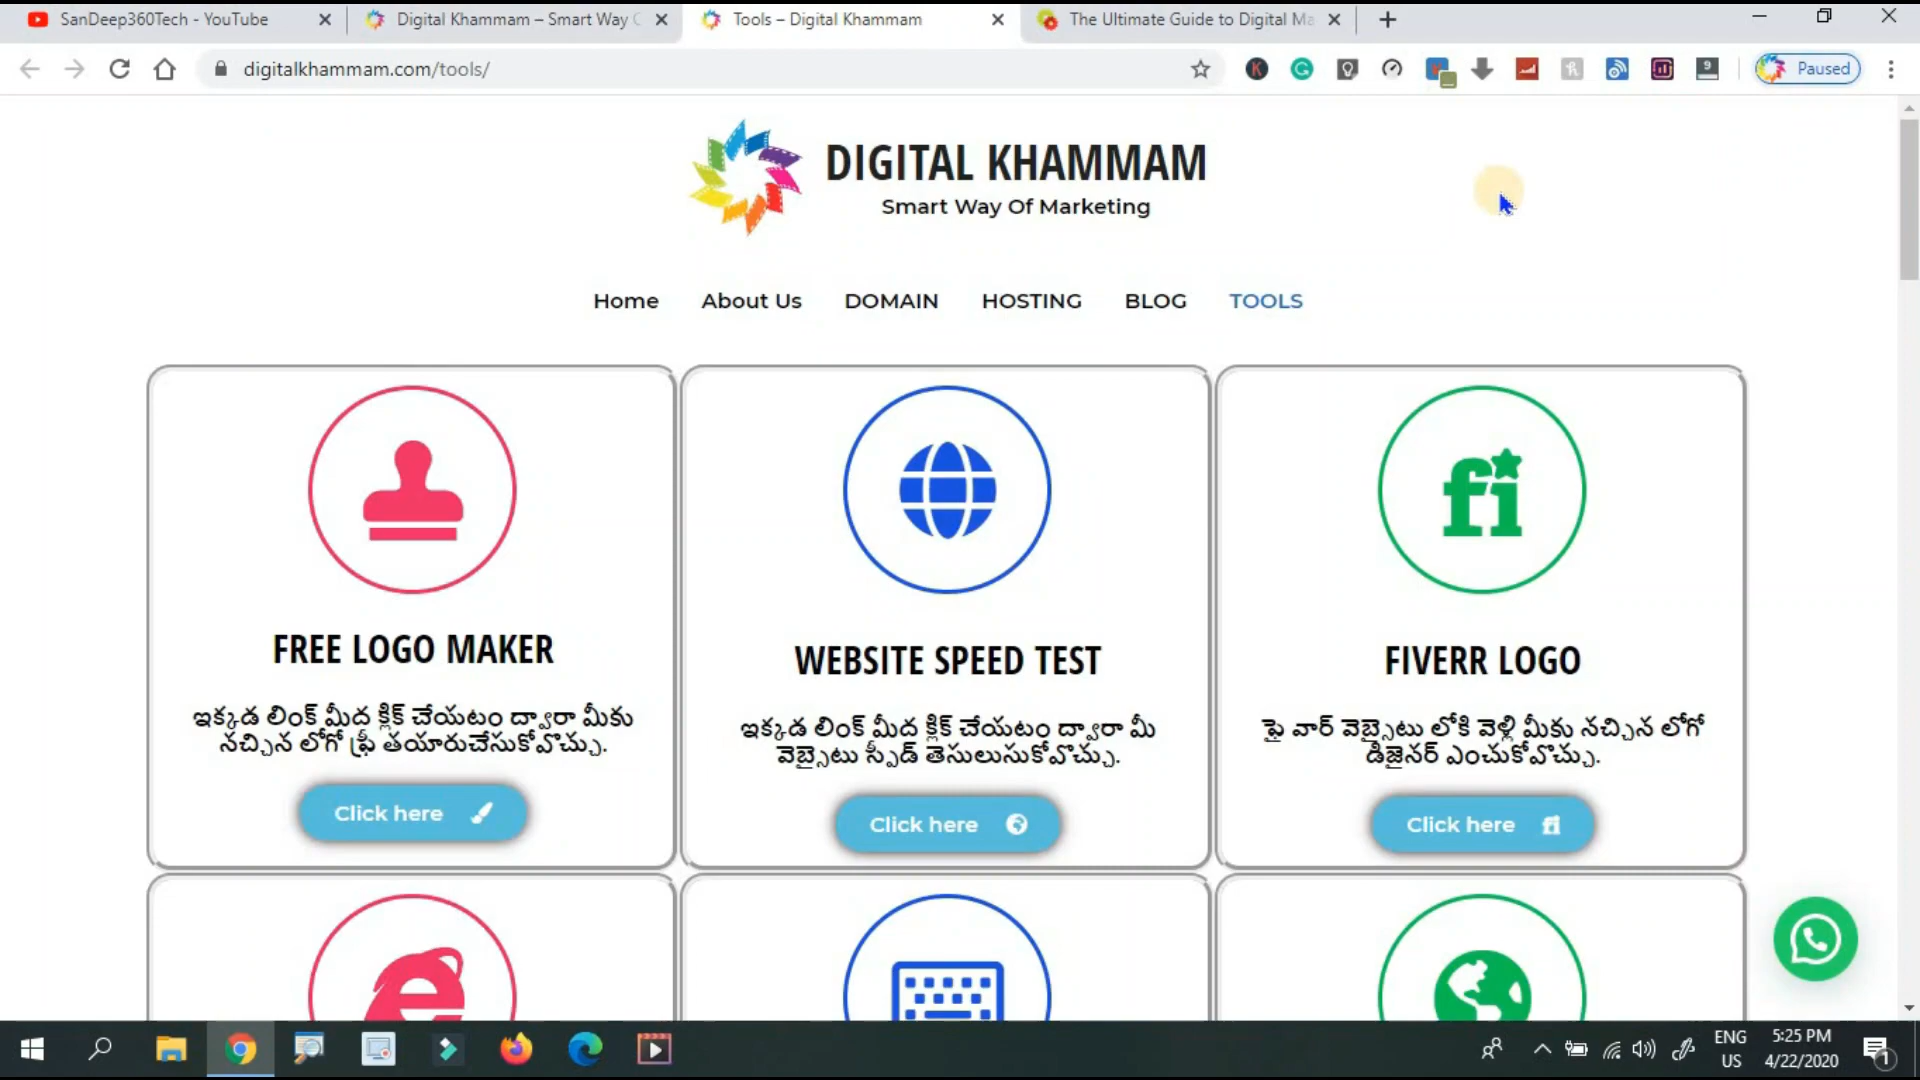 SanDeep360Tech - YouTube
Digital Khammam – Smart Way
Tools – Digital Khammam
The Ultimate Guide to Digital Ma
digitalkhammam.com/tools/
Paused
DIGITAL KHAMMAM
Smart Way Of Marketing
Home About Us DOMAIN HOSTING BLOG TOOLS
FREE LOGO MAKER
ఇక్కడ లింక్ మీద క్లిక్ చేయటం ద్వారా మీకు
నచ్చిన లోగో ఫ్రీ తయారుచేసుకోవొచ్చు.
Click here
WEBSITE SPEED TEST
ఇక్కడ లింక్ మీద క్లిక్ చేయటం ద్వారా మీ
వెబ్సైటు స్పీడ్ తెసులుసుకోవొచ్చు.
Click here
fi
FIVERR LOGO
ఫై వార్ వెబ్సైటు లోకి వెళ్లి మీకు నచ్చిన లోగో
డిజైనర్ ఎంచుకోవొచ్చు.
Click here
ENG
US
5:25 PM
4/22/2020
1